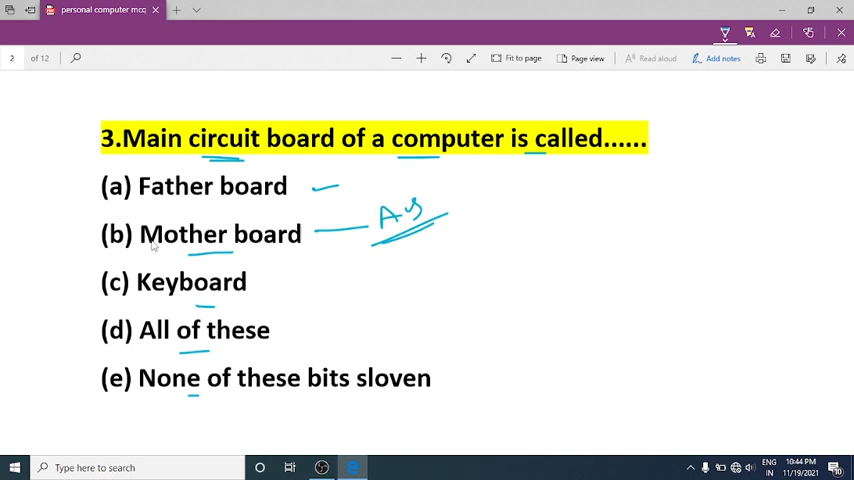 personal computer mcq
2 of 12
Fit to page
Page view
Read aloud
Add notes
3.Main circuit board of a computer is called......
(a) Father board
(b) Mother board
(c) Keyboard
(d) All of these
(e) None of these bits sloven
Type here to search
ENG
IN
10:44 PM
11/19/2021
10